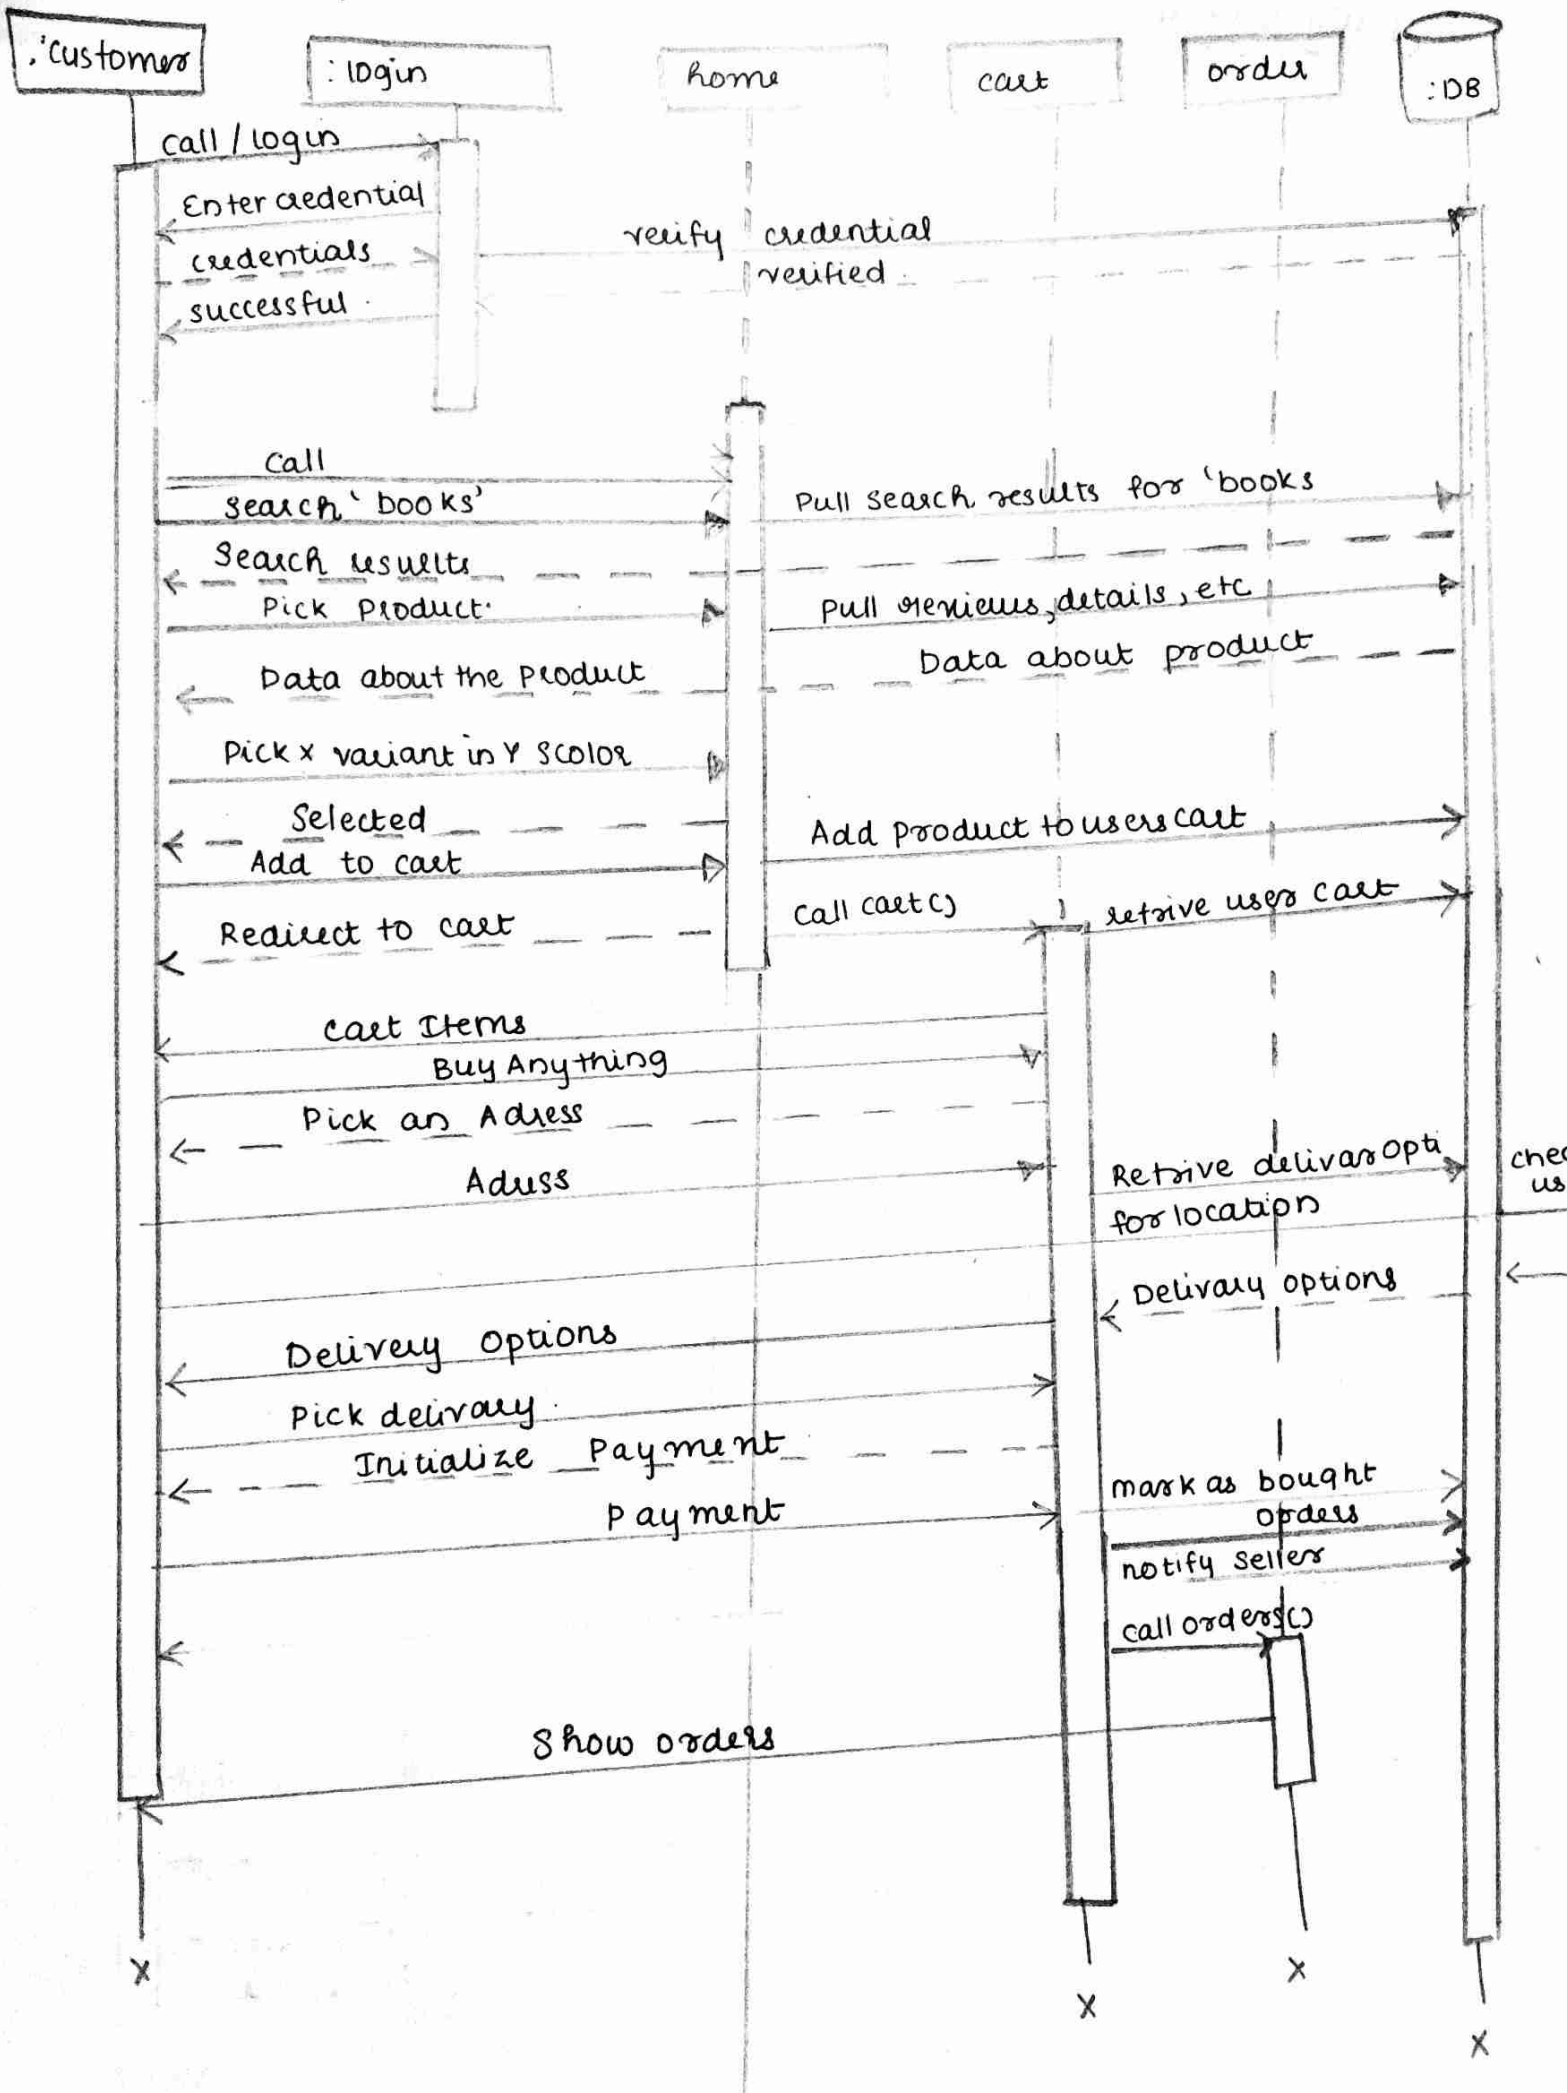 :'customer
: login
home
cart
order
:DB
call / login
Enter credential
verify credential
credentials
verified
successful
call
search 'books'
Pull search results for 'books
Search results
Pick product
Pull reviews, details, etc
Data about product
Data about the product
Pick x variant in Y
Selected
Add product to users cart
Add to cart
call cart()
retrive user cart
Redirect to cart
cart Items
Buy Anything
Pick an Adress
Retrive delivar opti
Adress
for location
Delivary options
Delivery options
Pick delivary
Initialize Payment
mark as bought
Payment
orders
notify seller
call orders()
Show orders
X
X
X
X